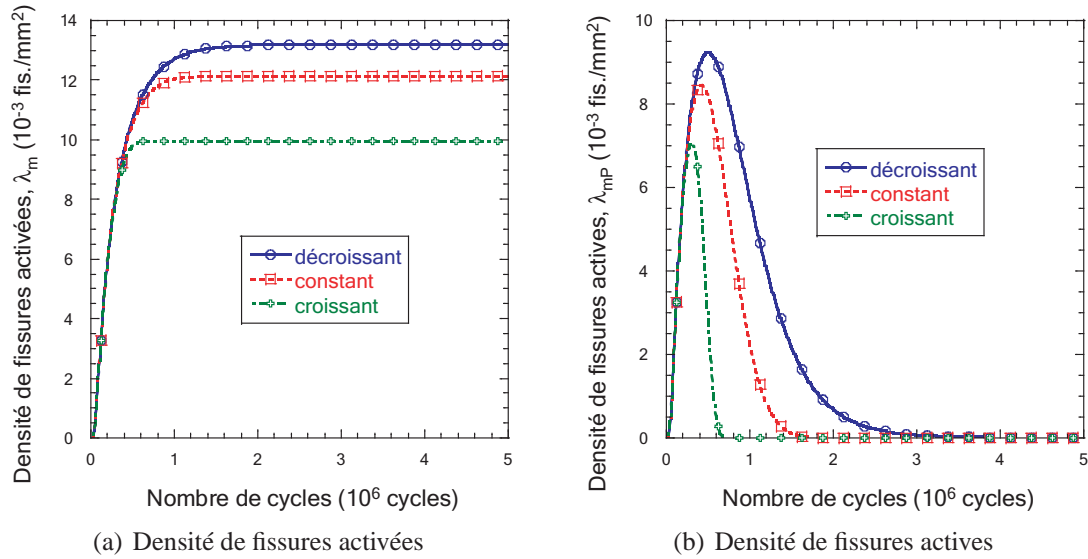 Densité de fissures activées, λm (10-3 fis./mm2)
14
12
10
8
6
4
2
0
décroissant
constant
croissant
0 1 2 3 4 5
Nombre de cycles (106 cycles)
(a) Densité de fissures activées
Densité de fissures actives, λmP (10-3 fis./mm2)
10
8
6
4
2
0
décroissant
constant
croissant
0 1 2 3 4 5
Nombre de cycles (106 cycles)
(b) Densité de fissures actives